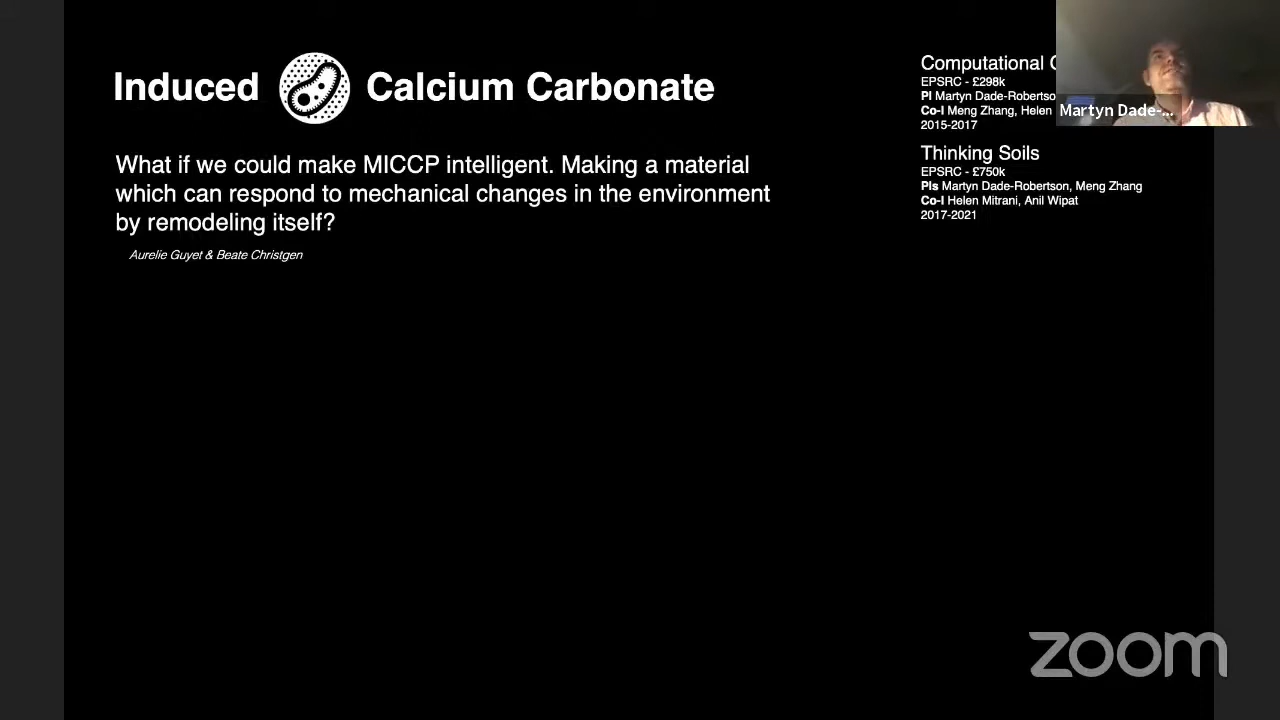 Induced Calcium Carbonate
What if we could make MICCP intelligent. Making a material
which can respond to mechanical changes in the environment
by remodeling itself?
Aurelie Guyet & Beate Christgen
Computational
EPSRC - £298k
PI Martyn Dade-Robertso
Co-I Meng Zhang, Helen
2015-2017
Martyn Dade-...
Thinking Soils
EPSRC - £750k
PIs Martyn Dade-Robertson, Meng Zhang
Co-I Helen Mitrani, Anil Wipat
2017-2021
zoom